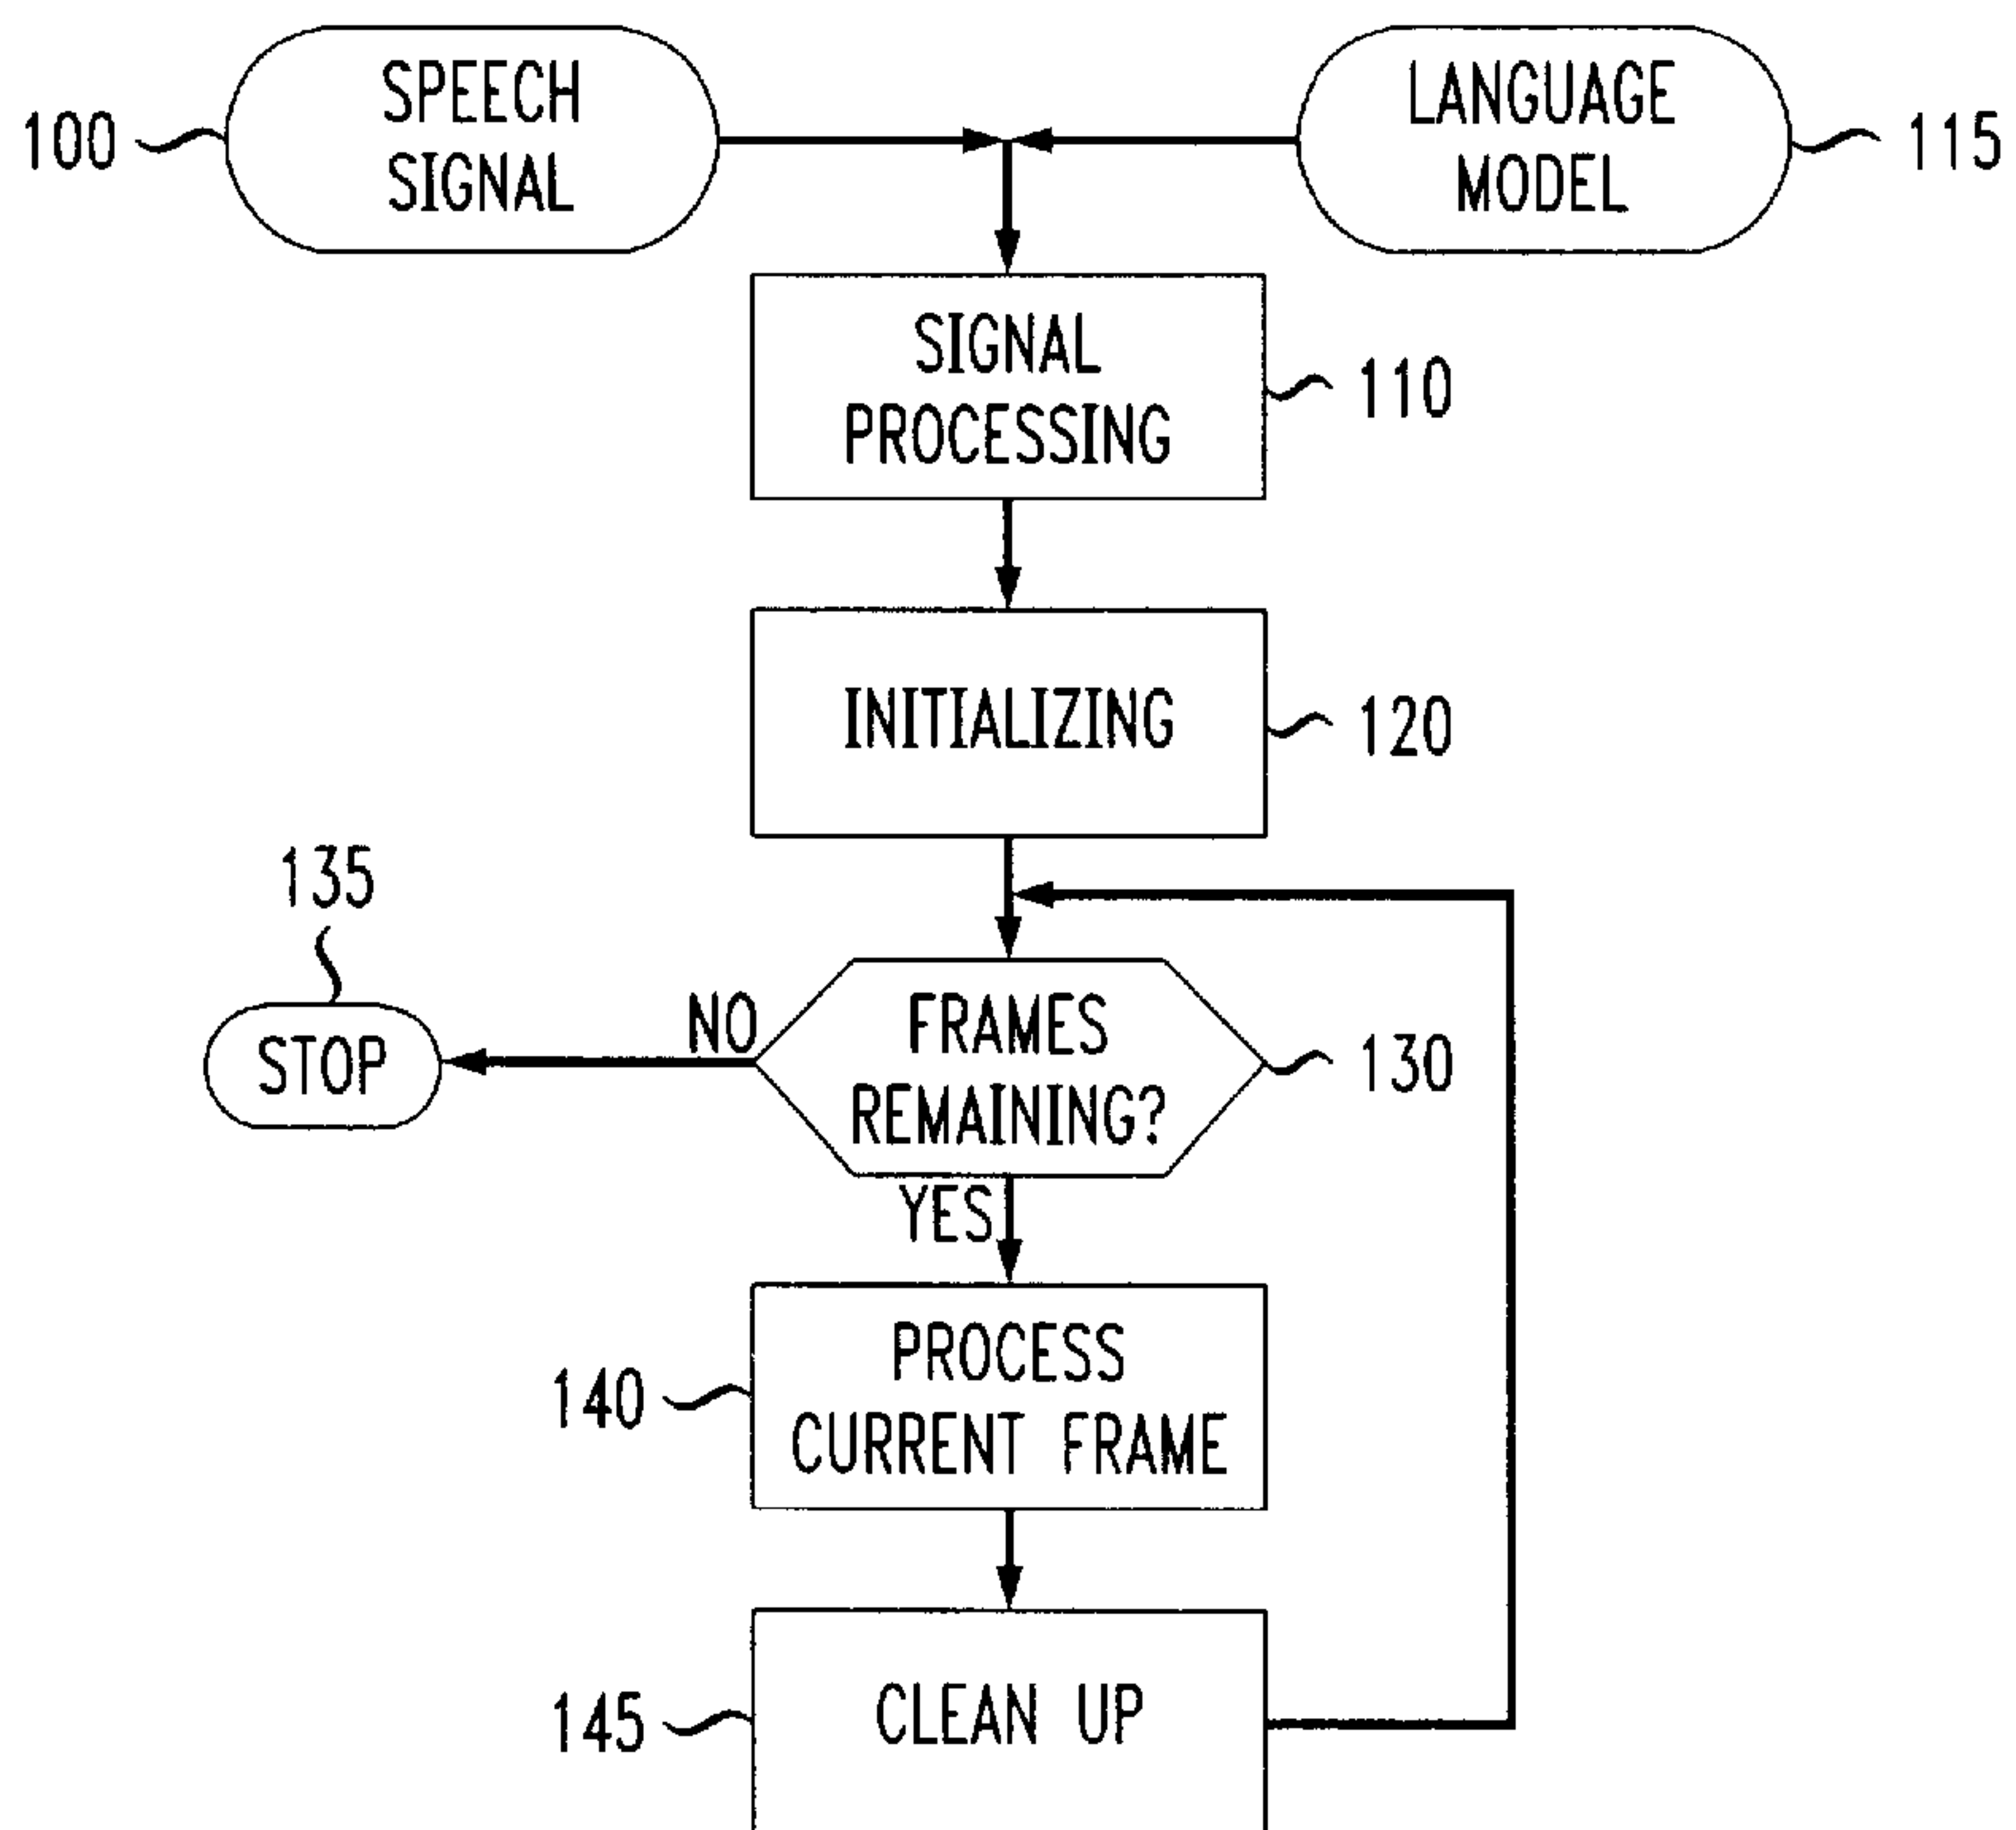 SPEECH
SIGNAL
100
LANGUAGE
MODEL
115
SIGNAL
PROCESSING
110
INITIALIZING
120
135
STOP
NO
FRAMES
REMAINING?
130
YES
PROCESS
CURRENT FRAME
140
CLEAN UP
145